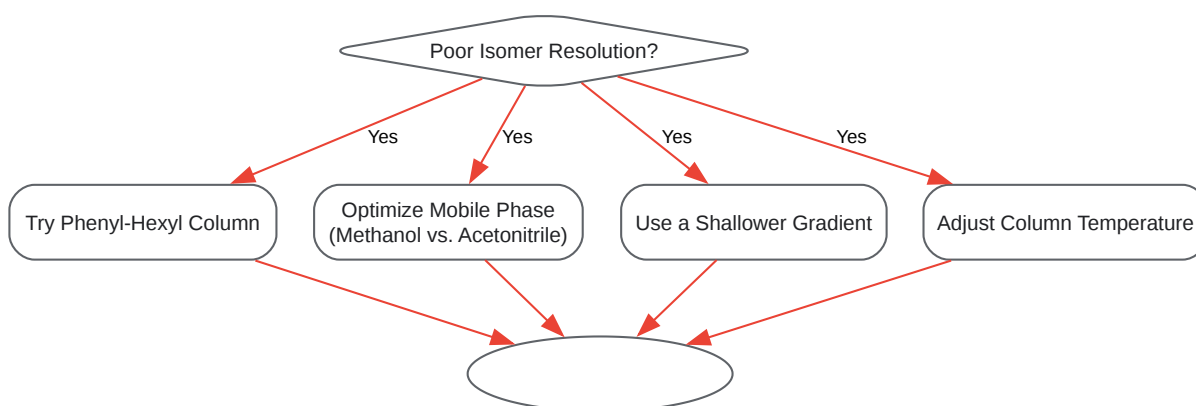 Poor Isomer Resolution?
Yes
Yes
Yes
Yes
Try Phenyl-Hexyl Column
Optimize Mobile Phase
(Methanol vs. Acetonitrile)
Use a Shallower Gradient
Adjust Column Temperature